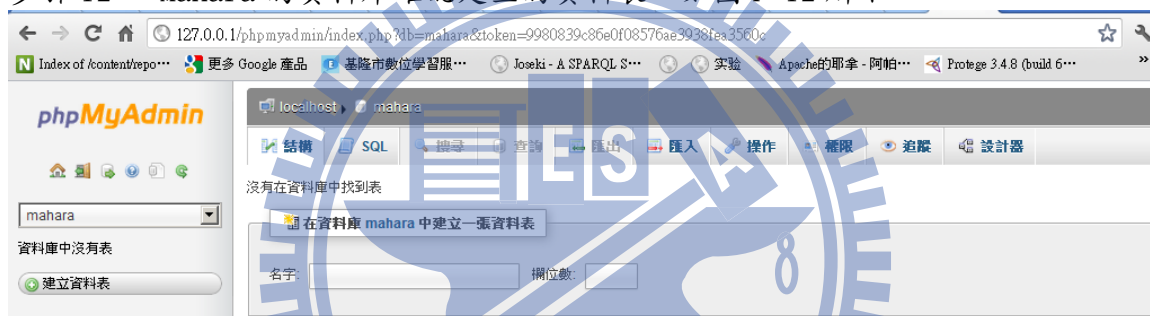 127.0.0.1/phpmyadmin/index.php?db=mahara&token=9980839c86e0f08576ae3938fea3560c
Index of /content/repo… 更多 Google 產品 基隆市數位學習服… Joseki - A SPARQL S… 实验 Apache的耶拿 - 阿帕… Protege 3.4.8 (build 6… »
phpMyAdmin
localhost ▸ mahara
結構 SQL 搜尋 查詢 匯出 匯入 操作 權限 追蹤 設計器
沒有在資料庫中找到表
mahara
在資料庫 mahara 中建立一張資料表
資料庫中沒有表
名字: 欄位數:
建立資料表
ES
A
8